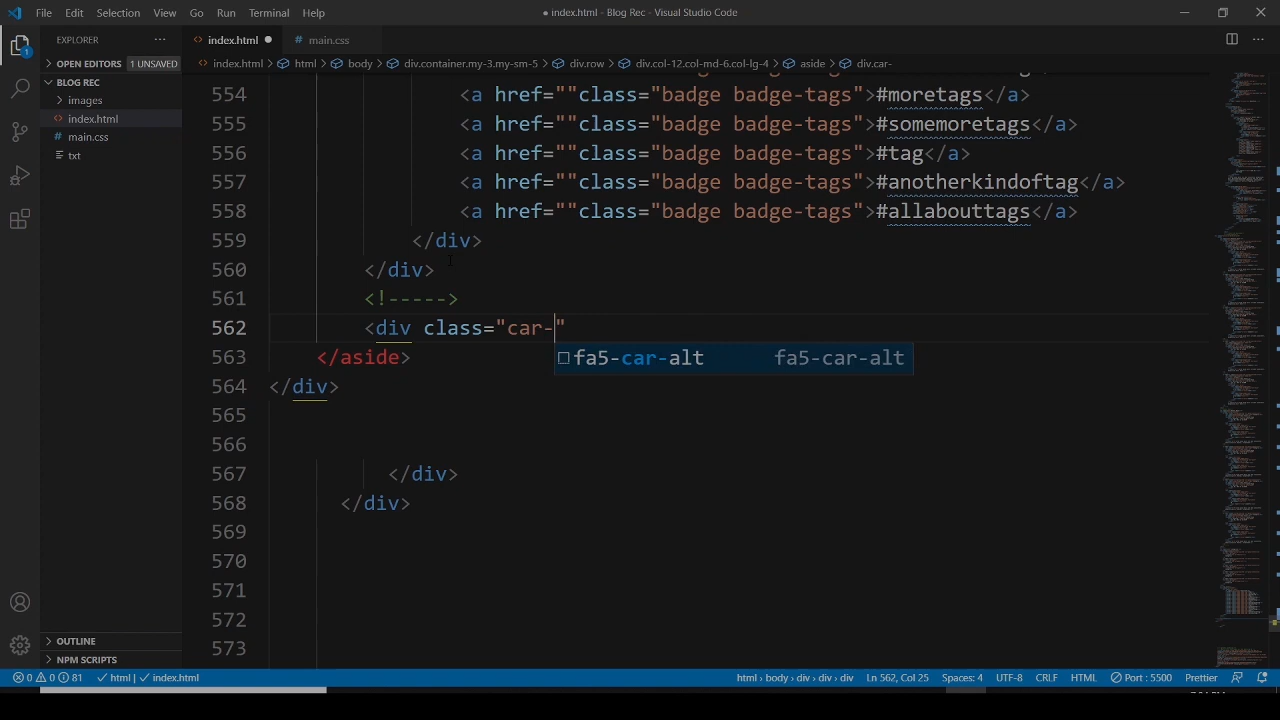 File Edit Selection View Go Run Terminal Help ● index.html - Blog Rec - Visual Studio Code
EXPLORER ··· <> index.html ● main.css ···
OPEN EDITORS 1 UNSAVED index.html > html > body > div.container.my-3.my-sm-5 > div.row > div.col-12.col-md-6.col-lg-4 > aside > div.car-
BLOG REC
images
<> index.html
main.css
txt
554 <a href=""class="badge badge-tags">#moretags </a>
555 <a href=""class="badge badge-tags">#somemoretags</a>
556 <a href=""class="badge badge-tags">#tag</a>
557 <a href=""class="badge badge-tags">#anotherkindoftag</a>
558 <a href=""class="badge badge-tags">#allabouttags</a>
559 </div>
560 </div>
561 <!----->
562 <div class="car-"
563 </aside> fa5-car-alt fa5-car-alt
564 </div>
565
566
567 </div>
568 </div>
569
570
571
572
573
OUTLINE
NPM SCRIPTS
1
0 0 81 html | index.html html > body > div > div > div Ln 562, Col 25 Spaces: 4 UTF-8 CRLF HTML Port : 5500 Prettier